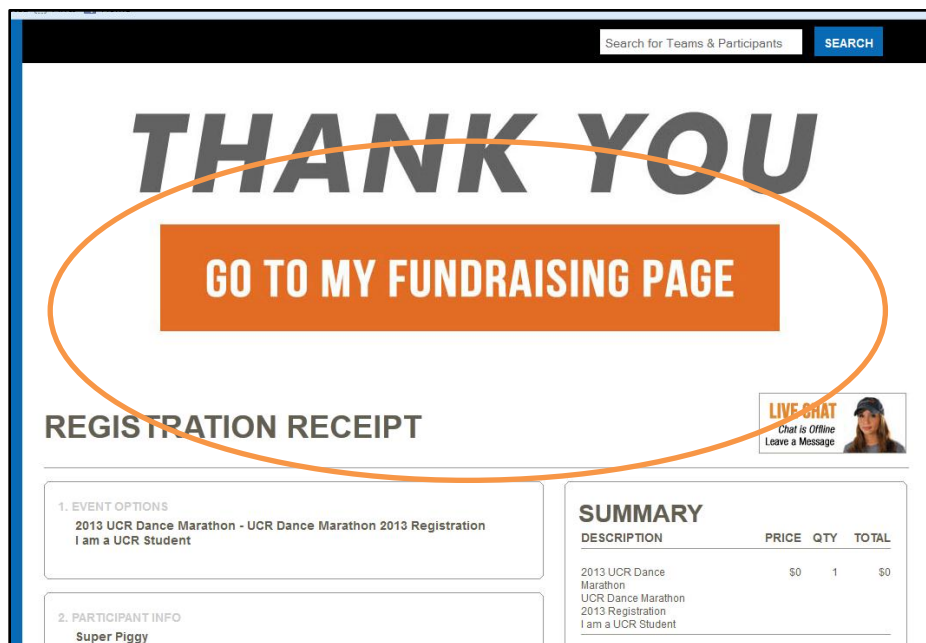 Search for Teams & Participants
SEARCH
THANK YOU
GO TO MY FUNDRAISING PAGE
REGISTRATION RECEIPT
LIVE CHAT
Chat is Offline
Leave a Message
1. EVENT OPTIONS
2013 UCR Dance Marathon - UCR Dance Marathon 2013 Registration
I am a UCR Student
2. PARTICIPANT INFO
Super Piggy
SUMMARY
DESCRIPTION PRICE QTY TOTAL
2013 UCR Dance $0 1 $0
Marathon
UCR Dance Marathon
2013 Registration
I am a UCR Student